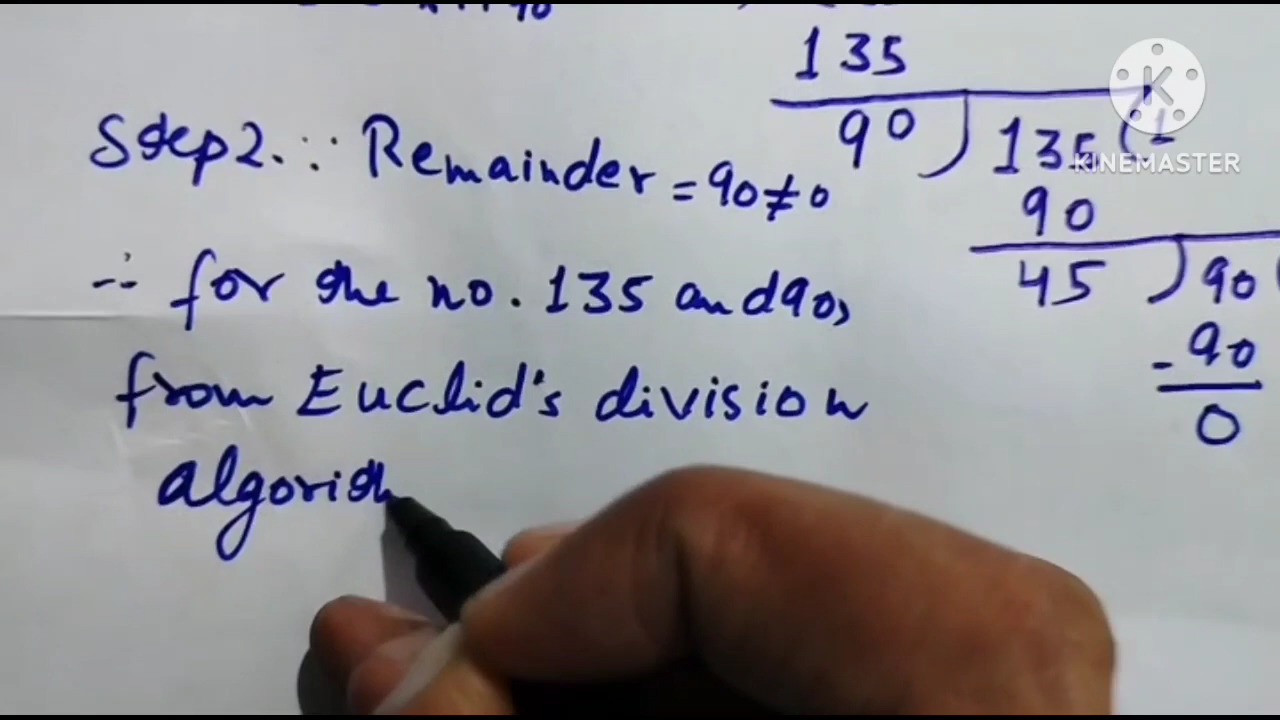 135
Step2. ∵ Remainder = 90 ≠ 0
90 ) 135 ( 1
KINEMASTER
90
∴ for the no. 135 and 90,
45 ) 90 (
- 90
from Euclid's division
0
algorith